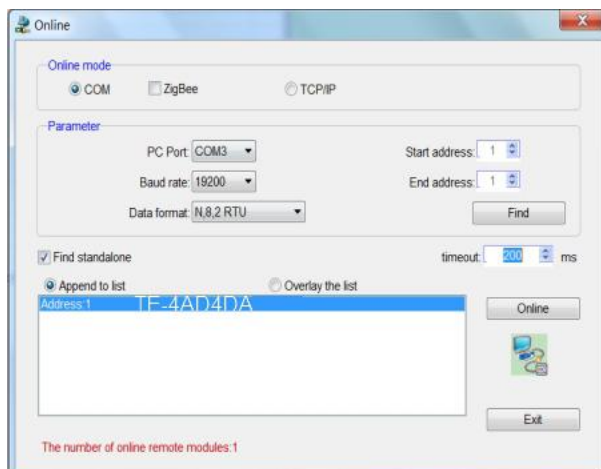 Online
Online mode
COM ZigBee TCP/IP
Parameter
PC Port: COM3 Start address: 1
Baud rate: 19200 End address: 1
Data format: N,8,2 RTU Find
Find standalone timeout: 200 ms
Append to list Overlay the list
Address:1 TE-4AD4DA
Online
Exit
The number of online remote modules:1